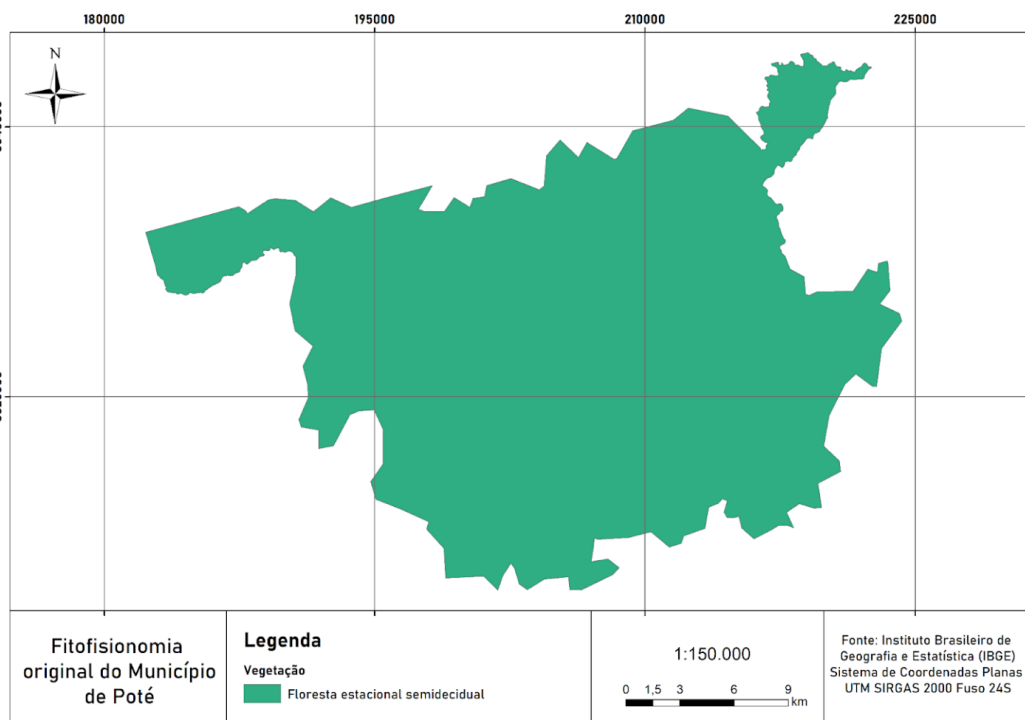 180000 195000 210000 225000
N
Fitofisionomia
original do Município
de Poté
Legenda
Vegetação
Floresta estacional semidecidual
1:150.000
0 1,5 3 6 9
km
Fonte: Instituto Brasileiro de
Geografia e Estatística (IBGE)
Sistema de Coordenadas Planas
UTM SIRGAS 2000 Fuso 24S